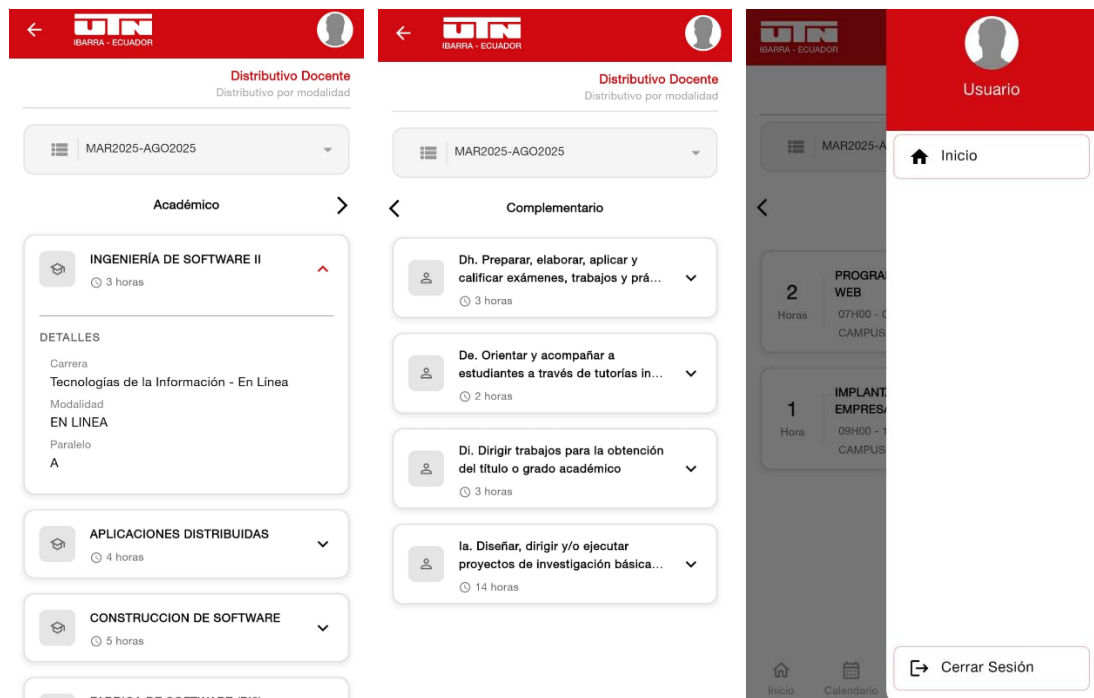 UTN
IBARRA - ECUADOR
Distributivo Docente
Distributivo por modalidad
MAR2025-AGO2025
Académico
INGENIERÍA DE SOFTWARE II
3 horas
DETALLES
Carrera
Tecnologías de la Información - En Línea
Modalidad
EN LINEA
Paralelo
A
APLICACIONES DISTRIBUIDAS
4 horas
CONSTRUCCION DE SOFTWARE
5 horas
UTN
IBARRA - ECUADOR
Distributivo Docente
Distributivo por modalidad
MAR2025-AGO2025
Complementario
Dh. Preparar, elaborar, aplicar y
calificar exámenes, trabajos y prá...
3 horas
De. Orientar y acompañar a
estudiantes a través de tutorías in...
2 horas
Di. Dirigir trabajos para la obtención
del título o grado académico
3 horas
Ia. Diseñar, dirigir y/o ejecutar
proyectos de investigación básica...
14 horas
UTN
IBARRA - ECUADOR
MAR2025-A
2
Horas
PROGRA
WEB
07H00 - 0
CAMPUS
1
Hora
IMPLANT
EMPRESA
09H00 - 1
CAMPUS
Inicio
Calendario
Usuario
Inicio
Cerrar Sesión